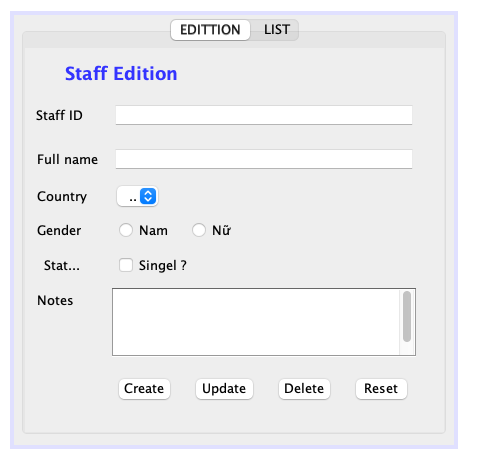 EDITTION LIST
Staff Edition
Staff ID
Full name
Country ..
Gender Nam Nữ
Stat... Singel ?
Notes
Create Update Delete Reset